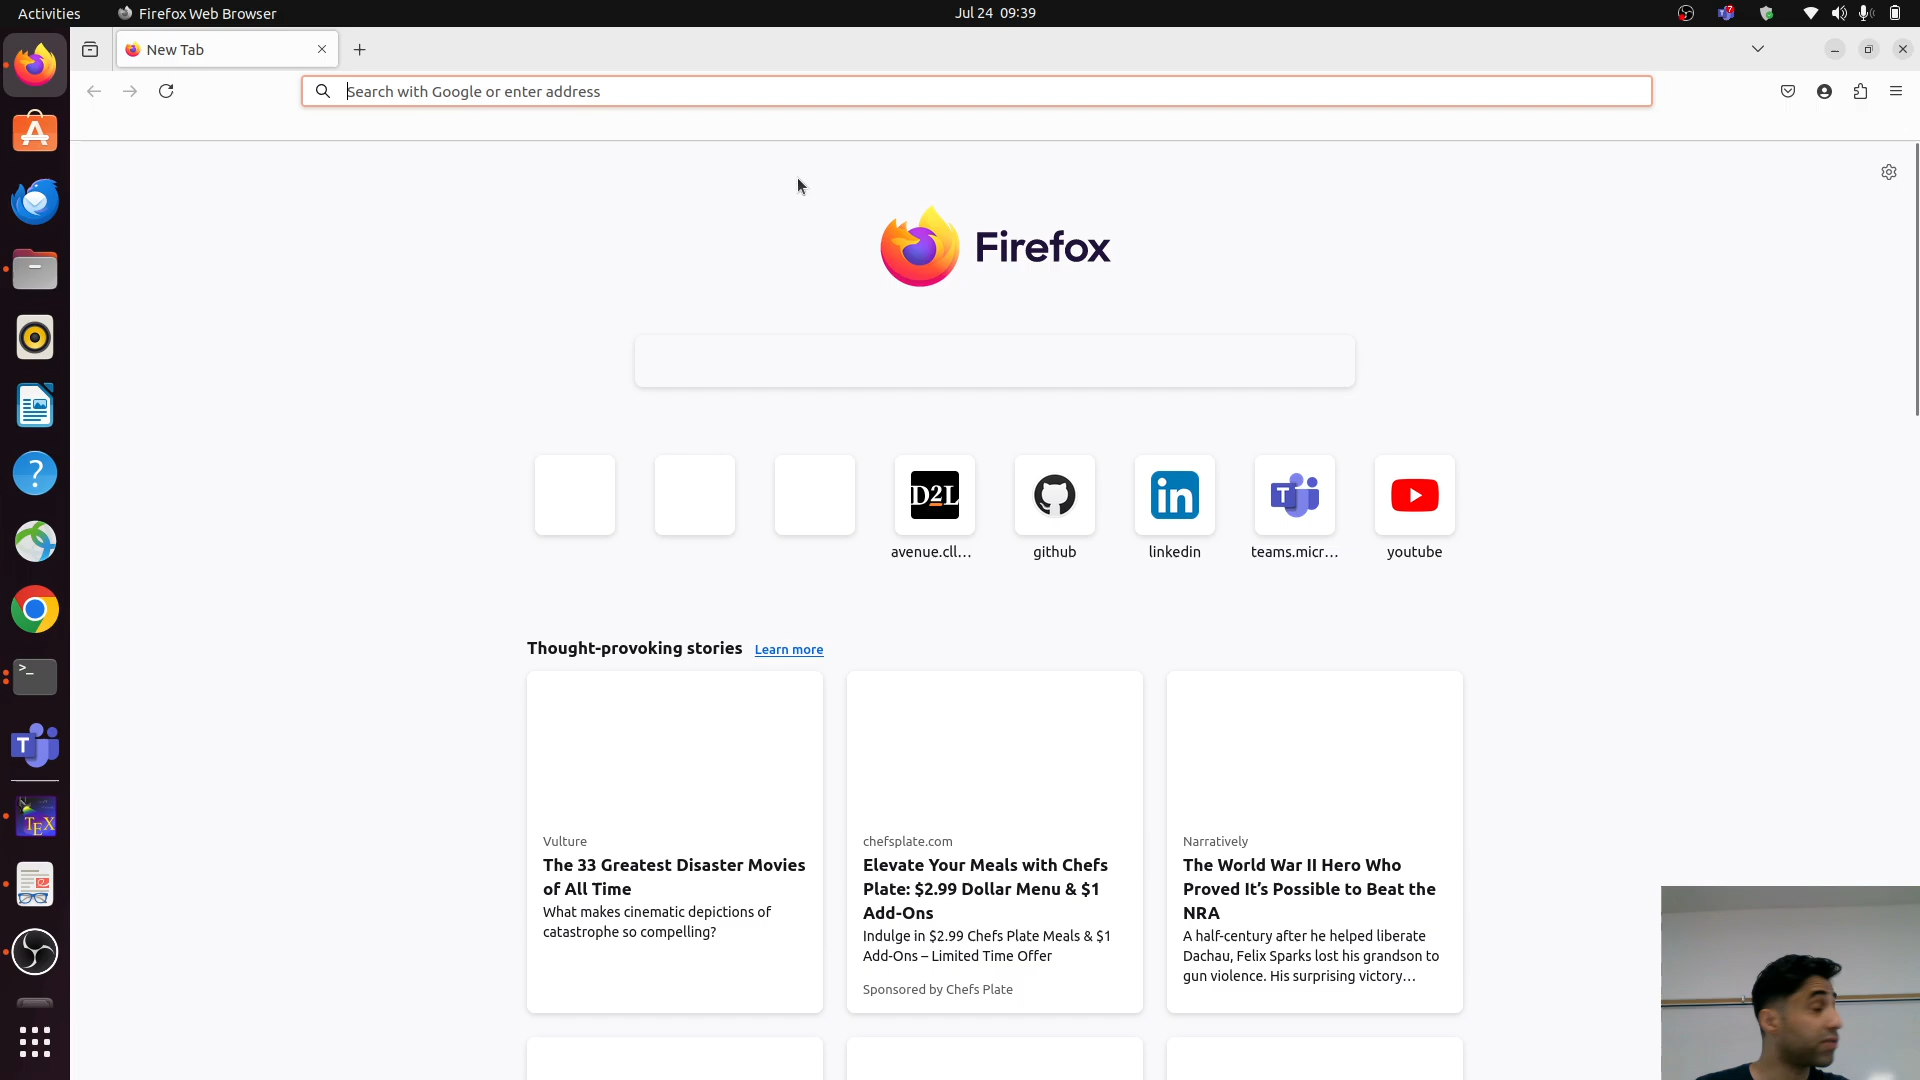 Activities
Firefox Web Browser
Jul 24 09:39
New Tab
Search with Google or enter address
Firefox
D2L
in
T
avenue.cll...
github
linkedin
teams.micr...
youtube
Thought-provoking stories Learn more
Vulture
The 33 Greatest Disaster Movies
of All Time
What makes cinematic depictions of
catastrophe so compelling?
chefsplate.com
Elevate Your Meals with Chefs
Plate: $2.99 Dollar Menu & $1
Add-Ons
Indulge in $2.99 Chefs Plate Meals & $1
Add-Ons – Limited Time Offer
Sponsored by Chefs Plate
Narratively
The World War II Hero Who
Proved It’s Possible to Beat the
NRA
A half-century after he helped liberate
Dachau, Felix Sparks lost his grandson to
gun violence. His surprising victory...
T
TEX